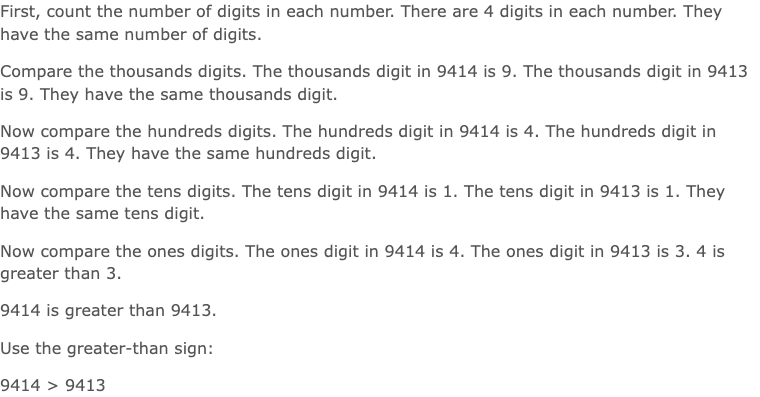 First, count the number of digits in each number. There are 4 digits in each number. They
have the same number of digits.
Compare the thousands digits. The thousands digit in 9414 is 9. The thousands digit in 9413
is 9. They have the same thousands digit.
Now compare the hundreds digits. The hundreds digit in 9414 is 4. The hundreds digit in
9413 is 4. They have the same hundreds digit.
Now compare the tens digits. The tens digit in 9414 is 1. The tens digit in 9413 is 1. They
have the same tens digit.
Now compare the ones digits. The ones digit in 9414 is 4. The ones digit in 9413 is 3. 4 is
greater than 3.
9414 is greater than 9413.
Use the greater-than sign:
9414 > 9413